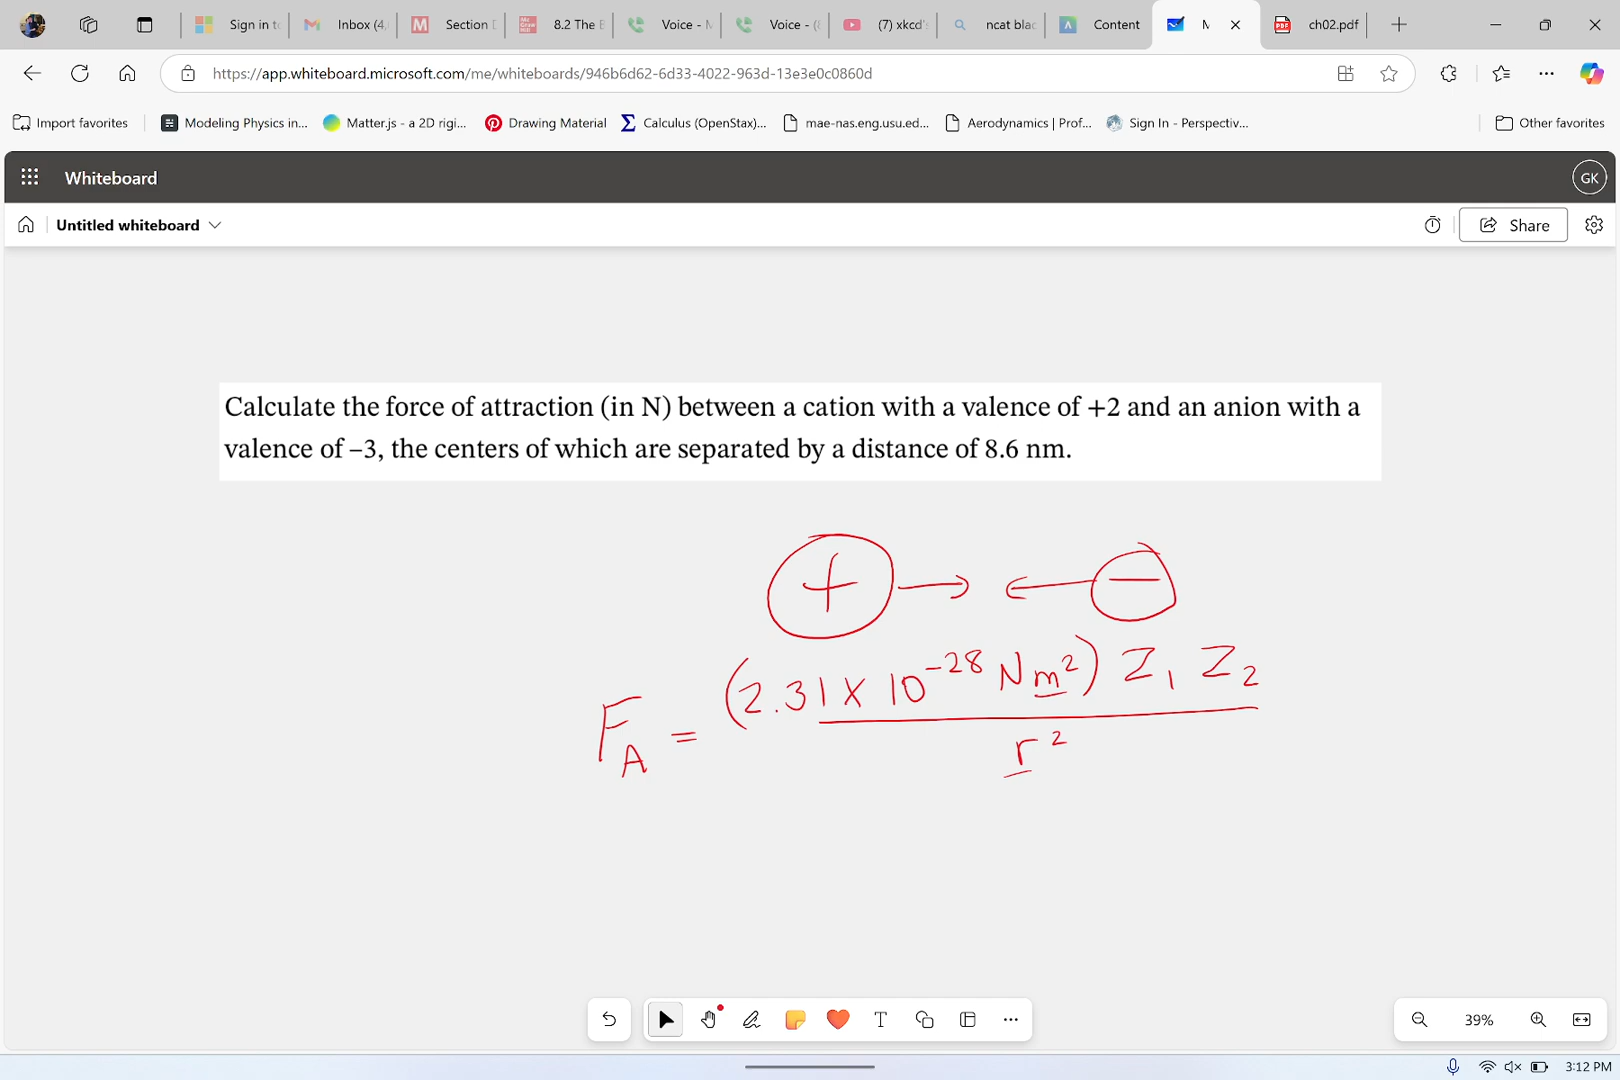 Sign in to
Inbox (4,
Section D
8.2 The E
Voice - M
Voice - (
(7) xkcd's
ncat blac
Content
M
ch02.pdf
https://app.whiteboard.microsoft.com/me/whiteboards/946b6d62-6d33-4022-963d-13e3e0c0860d
Import favorites
Modeling Physics in...
Matter.js - a 2D rigi...
Drawing Material
Calculus (OpenStax)...
mae-nas.eng.usu.ed...
Aerodynamics | Prof...
Sign In - Perspectiv...
Other favorites
Whiteboard
GK
Untitled whiteboard
Share
Calculate the force of attraction (in N) between a cation with a valence of +2 and an anion with a
valence of –3, the centers of which are separated by a distance of 8.6 nm.
+ → ← −
F_A = (2.31 X 10^-28 N m²) Z₁ Z₂
r²
T
39%
3:12 PM